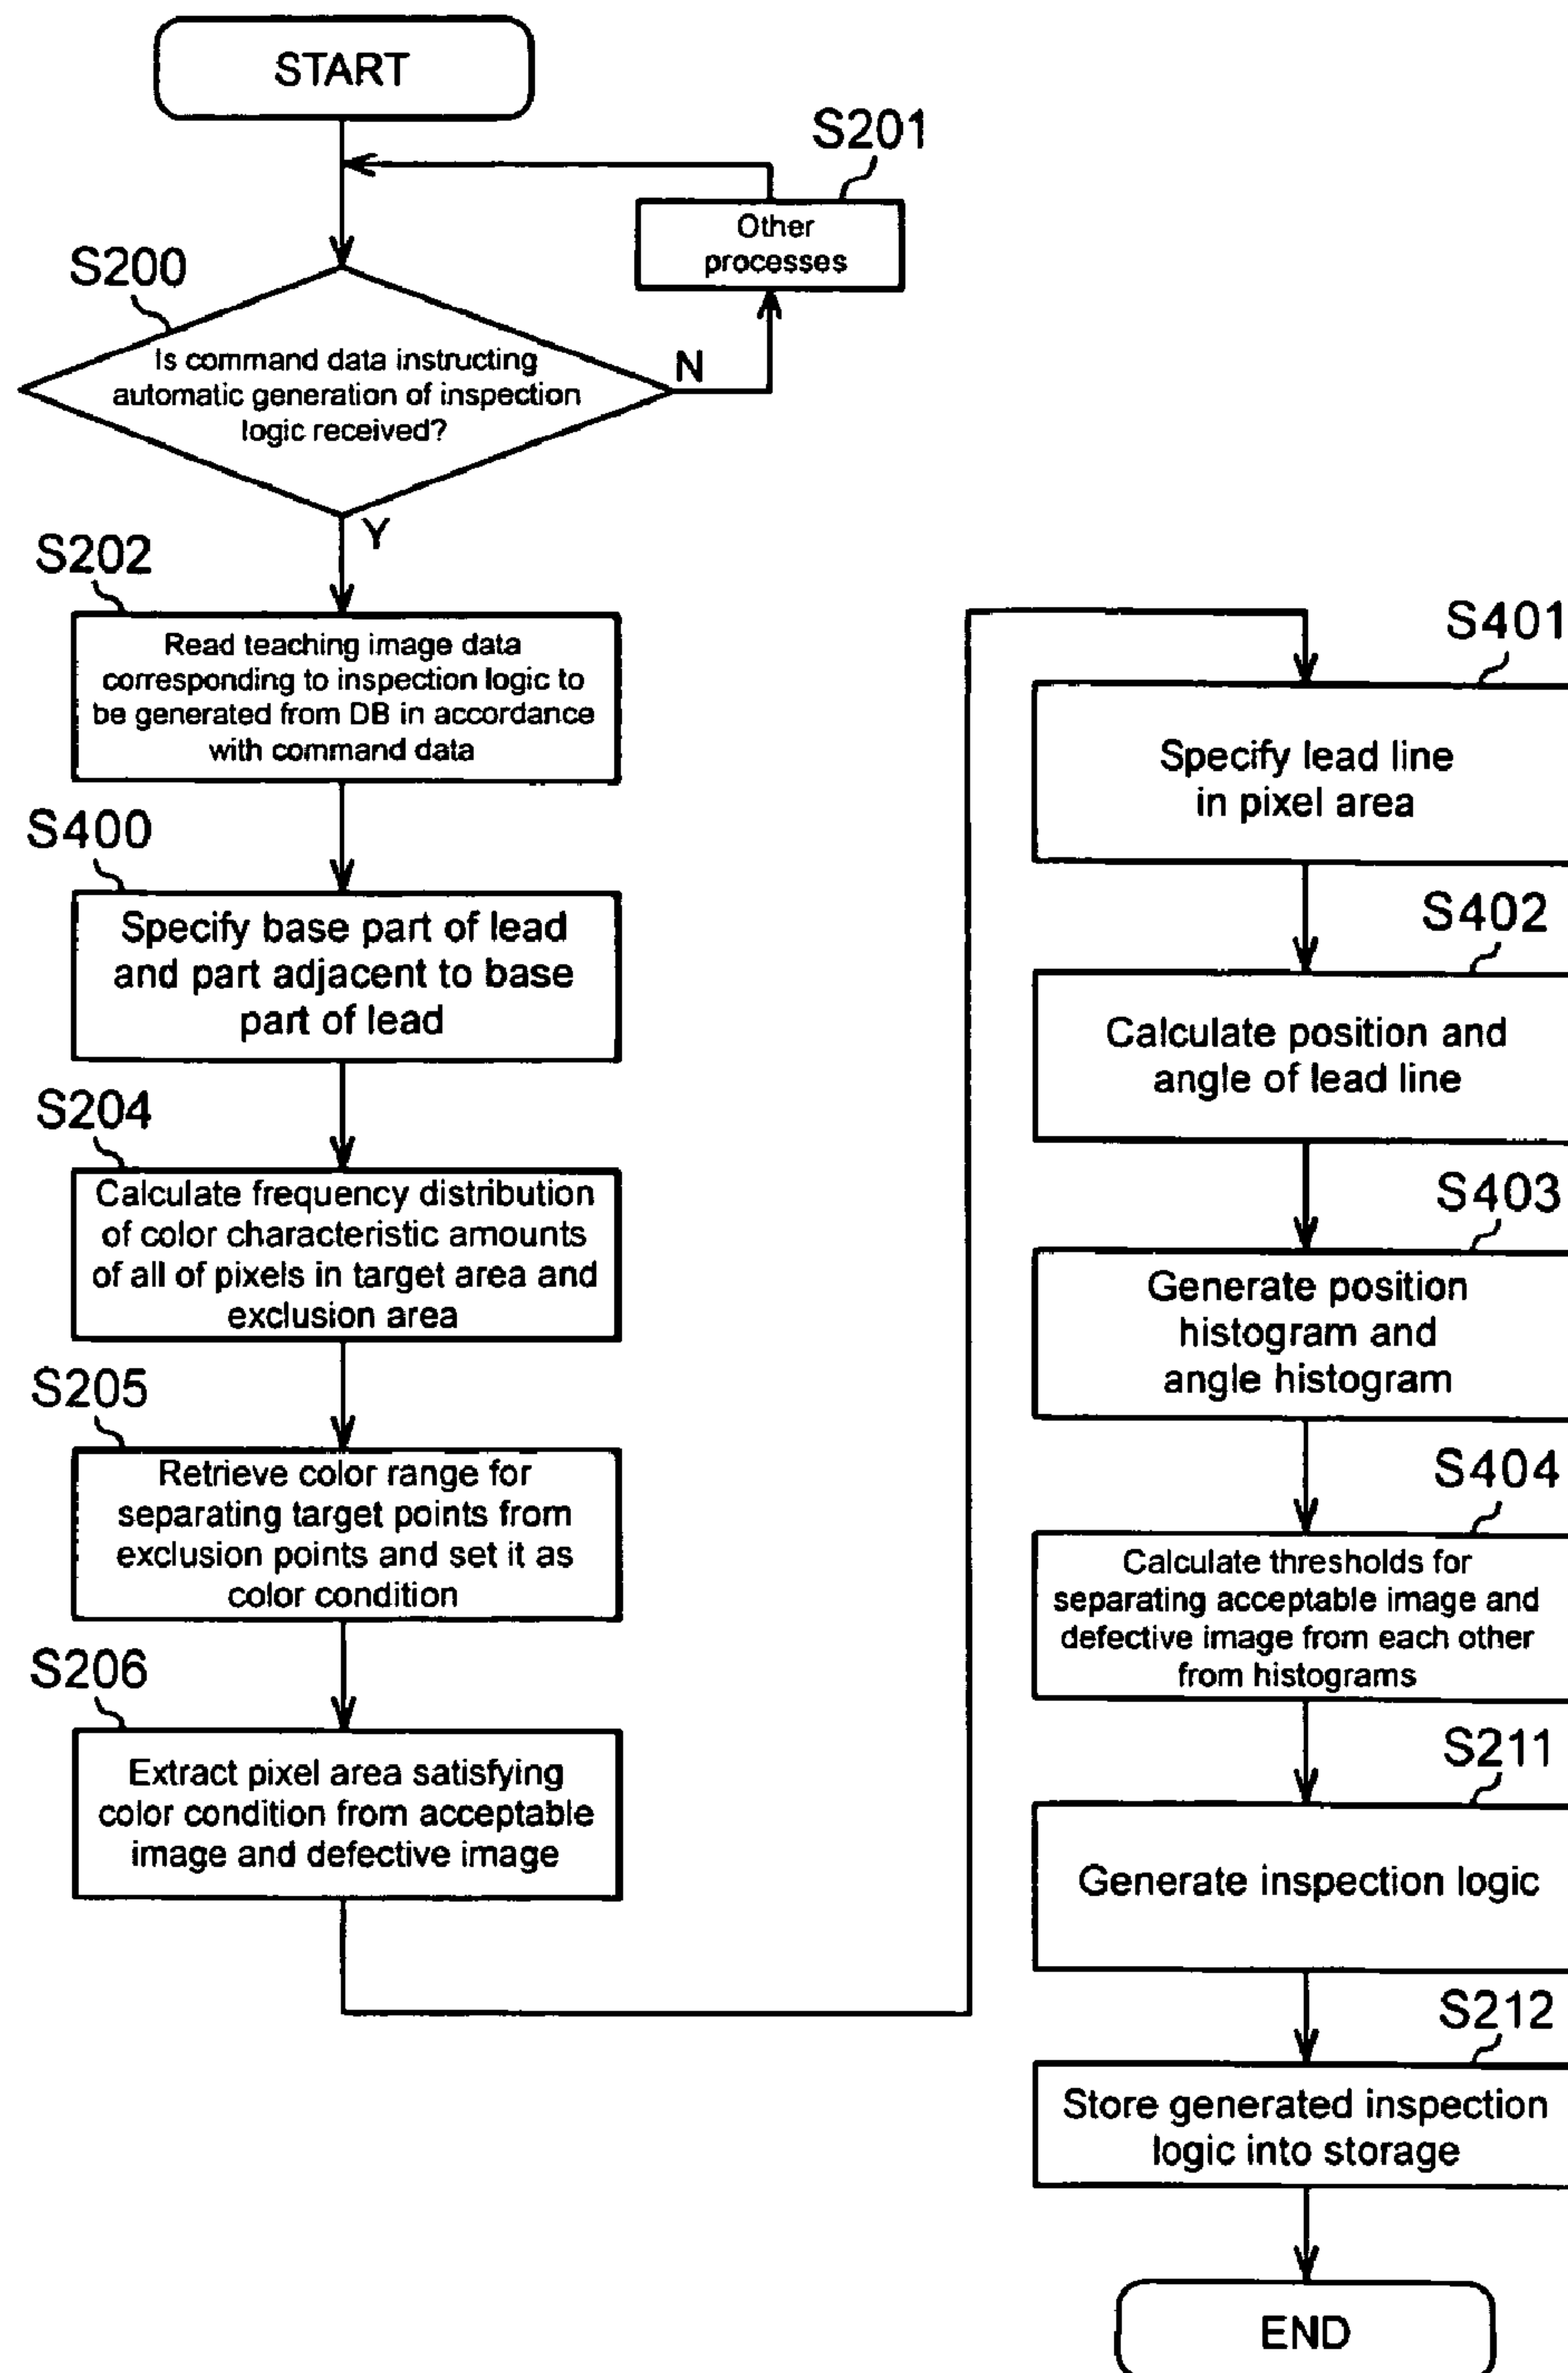 START
S201
Other
processes
S200
Is command data instructing
automatic generation of inspection
logic received?
N
Y
S202
Read teaching image data
corresponding to inspection logic to
be generated from DB in accordance
with command data
S400
Specify base part of lead
and part adjacent to base
part of lead
S204
Calculate frequency distribution
of color characteristic amounts
of all of pixels in target area and
exclusion area
S205
Retrieve color range for
separating target points from
exclusion points and set it as
color condition
S206
Extract pixel area satisfying
color condition from acceptable
image and defective image
S401
Specify lead line
in pixel area
S402
Calculate position and
angle of lead line
S403
Generate position
histogram and
angle histogram
S404
Calculate thresholds for
separating acceptable image and
defective image from each other
from histograms
S211
Generate inspection logic
S212
Store generated inspection
logic into storage
END